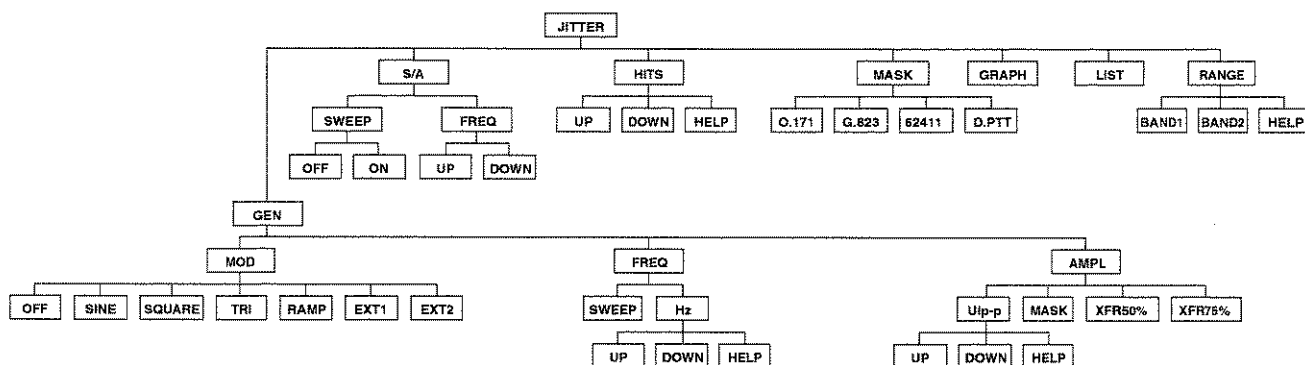 JITTER
S/A HITS MASK GRAPH LIST RANGE
SWEEP FREQ UP DOWN HELP O.171 G.823 62411 D.PTT BAND1 BAND2 HELP
OFF ON UP DOWN
GEN
MOD FREQ AMPL
OFF SINE SQUARE TRI RAMP EXT1 EXT2 SWEEP Hz UIp-p MASK XFR50% XFR75%
UP DOWN HELP UP DOWN HELP